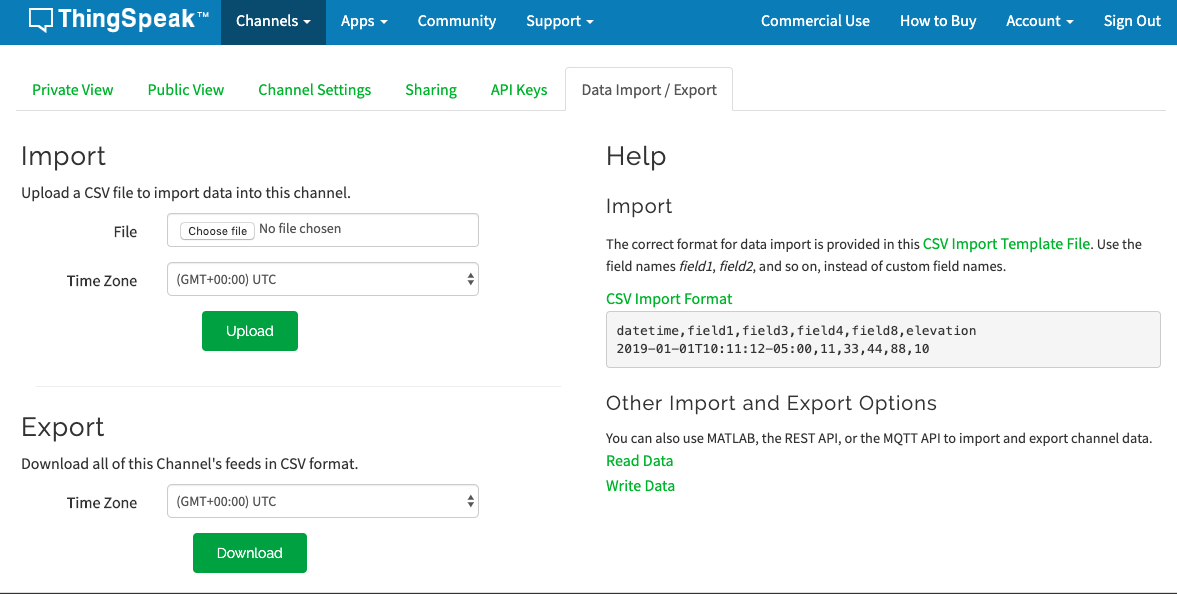 ThingSpeak™ Channels Apps Community Support Commercial Use How to Buy Account Sign Out
Private View Public View Channel Settings Sharing API Keys Data Import / Export
Import
Upload a CSV file to import data into this channel.
File Choose file No file chosen
Time Zone (GMT+00:00) UTC
Upload
Export
Download all of this Channel's feeds in CSV format.
Time Zone (GMT+00:00) UTC
Download
Help
Import
The correct format for data import is provided in this CSV Import Template File. Use the
field names field1, field2, and so on, instead of custom field names.
CSV Import Format
datetime,field1,field3,field4,field8,elevation
2019-01-01T10:11:12-05:00,11,33,44,88,10
Other Import and Export Options
You can also use MATLAB, the REST API, or the MQTT API to import and export channel data.
Read Data
Write Data